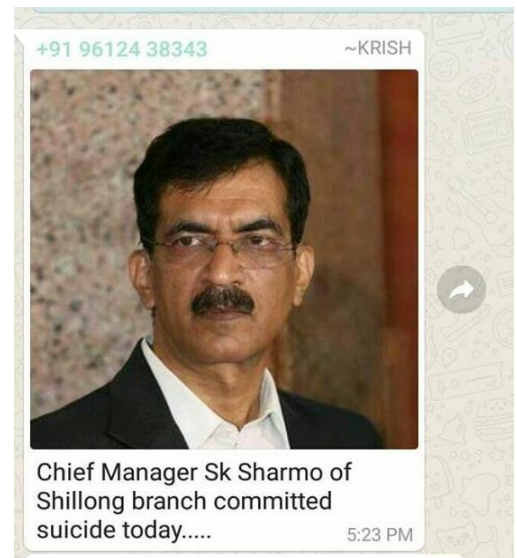 +91 96124 38343 ~KRISH
Chief Manager Sk Sharmo of
Shillong branch committed
suicide today.....
5:23 PM